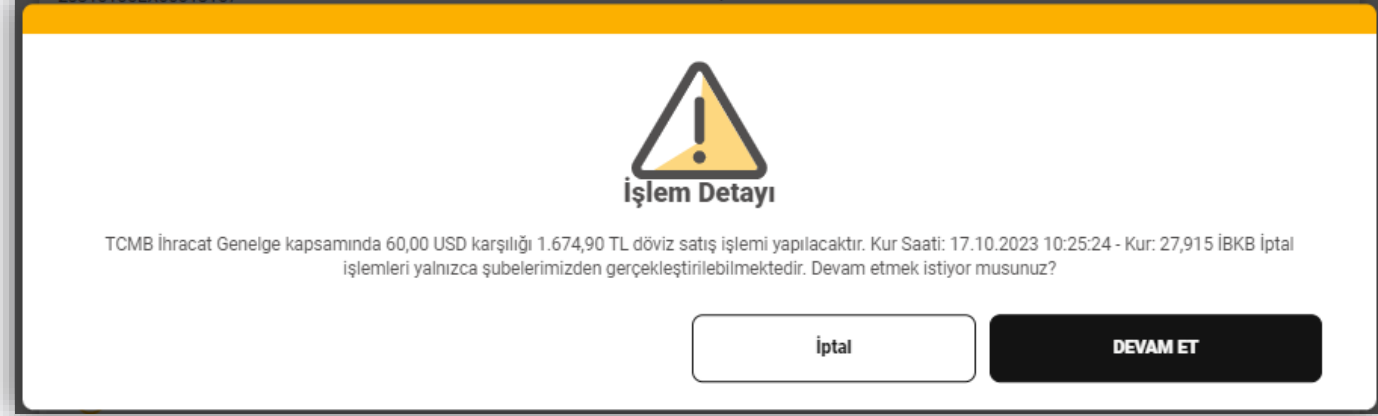 İşlem Detayı
TCMB İhracat Genelge kapsamında 60,00 USD karşılığı 1.674,90 TL döviz satış işlemi yapılacaktır. Kur Saati: 17.10.2023 10:25:24 - Kur: 27,915 İBKB İptal
işlemleri yalnızca şubelerimizden gerçekleştirilebilmektedir. Devam etmek istiyor musunuz?
İptal
DEVAM ET